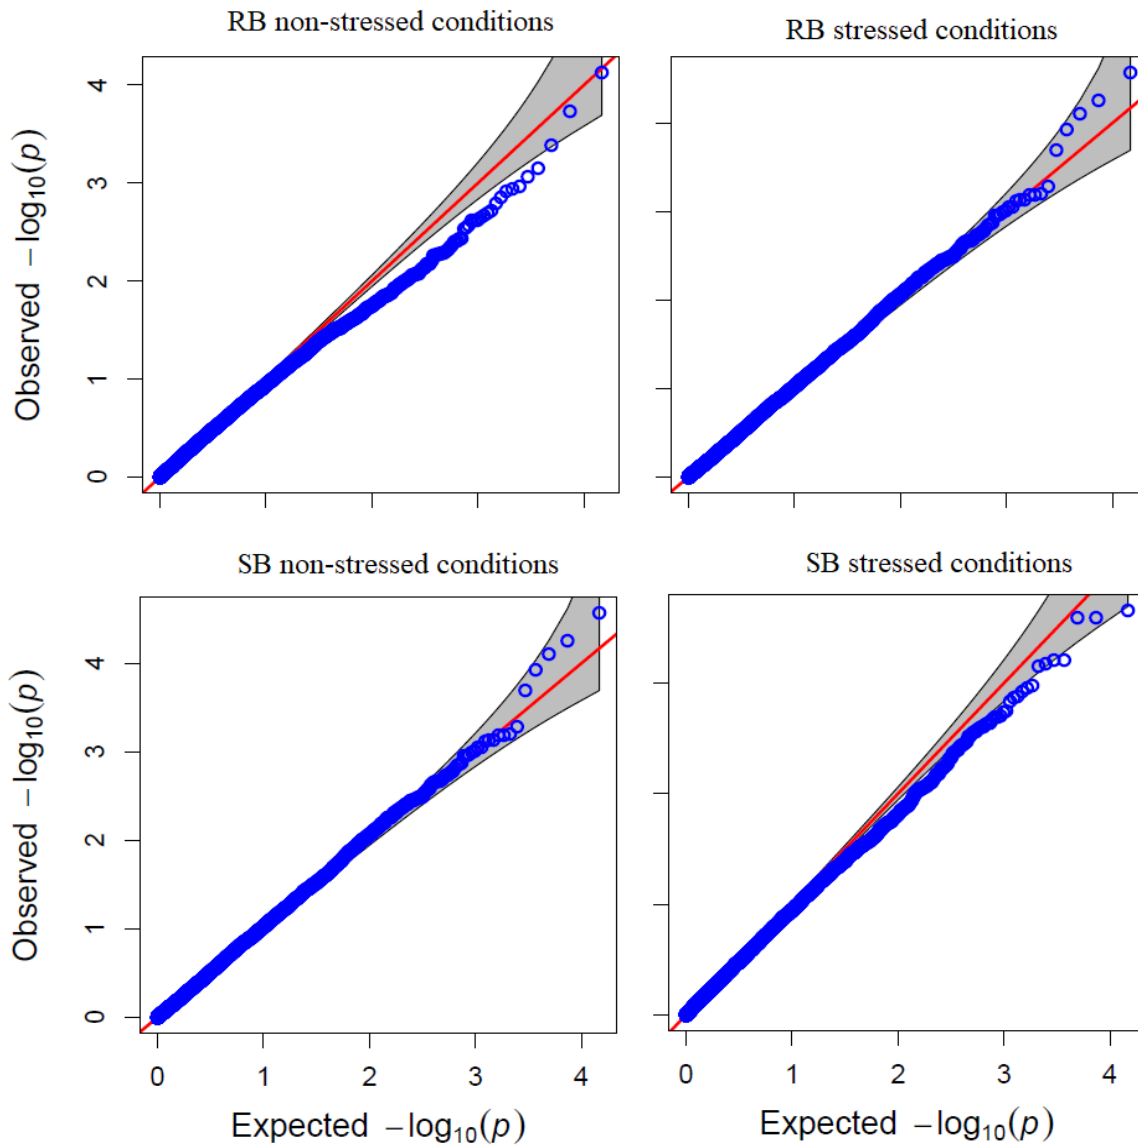 RB non-stressed conditions
RB stressed conditions
Observed −log₁₀(p)
4
3
2
1
0
SB non-stressed conditions
SB stressed conditions
Observed −log₁₀(p)
4
3
2
1
0
0 1 2 3 4
0 1 2 3 4
Expected −log₁₀(p)
Expected −log₁₀(p)